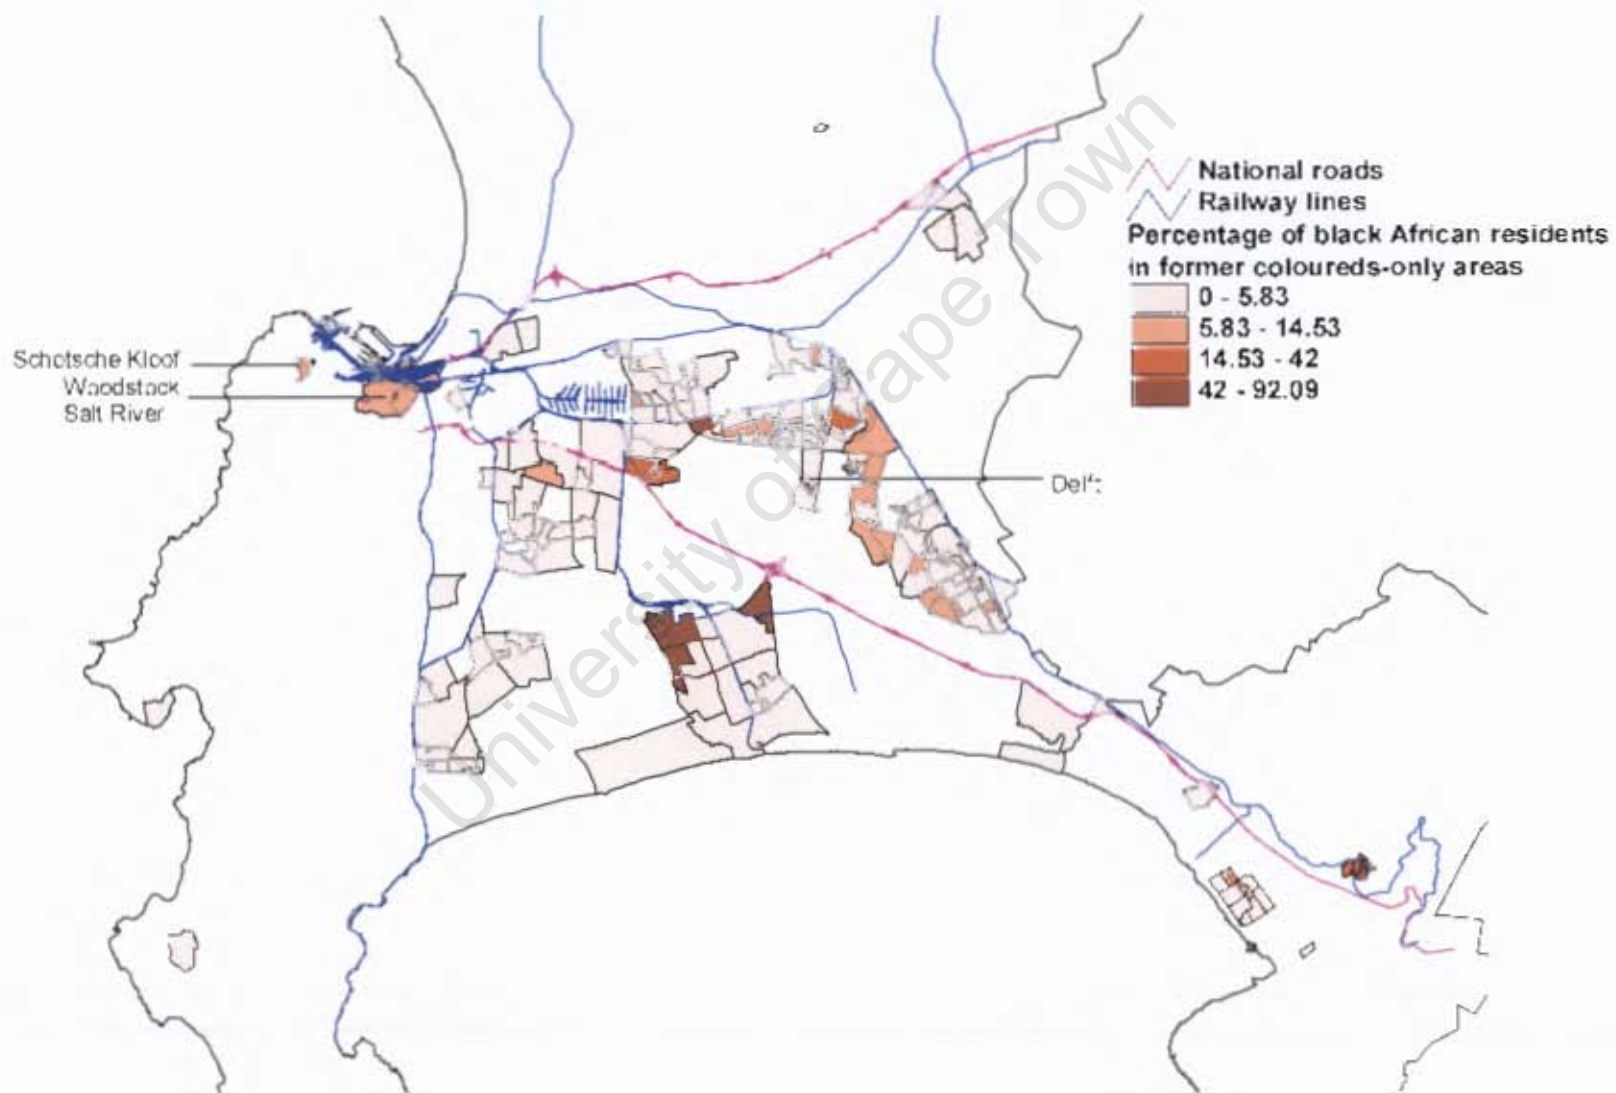 National roads
Railway lines
Percentage of black African residents
in former coloureds-only areas
0 - 5.83
5.83 - 14.53
14.53 - 42
42 - 92.09
Schotsche Kloof
Woodstock
Salt River
Delft
University of Cape Town